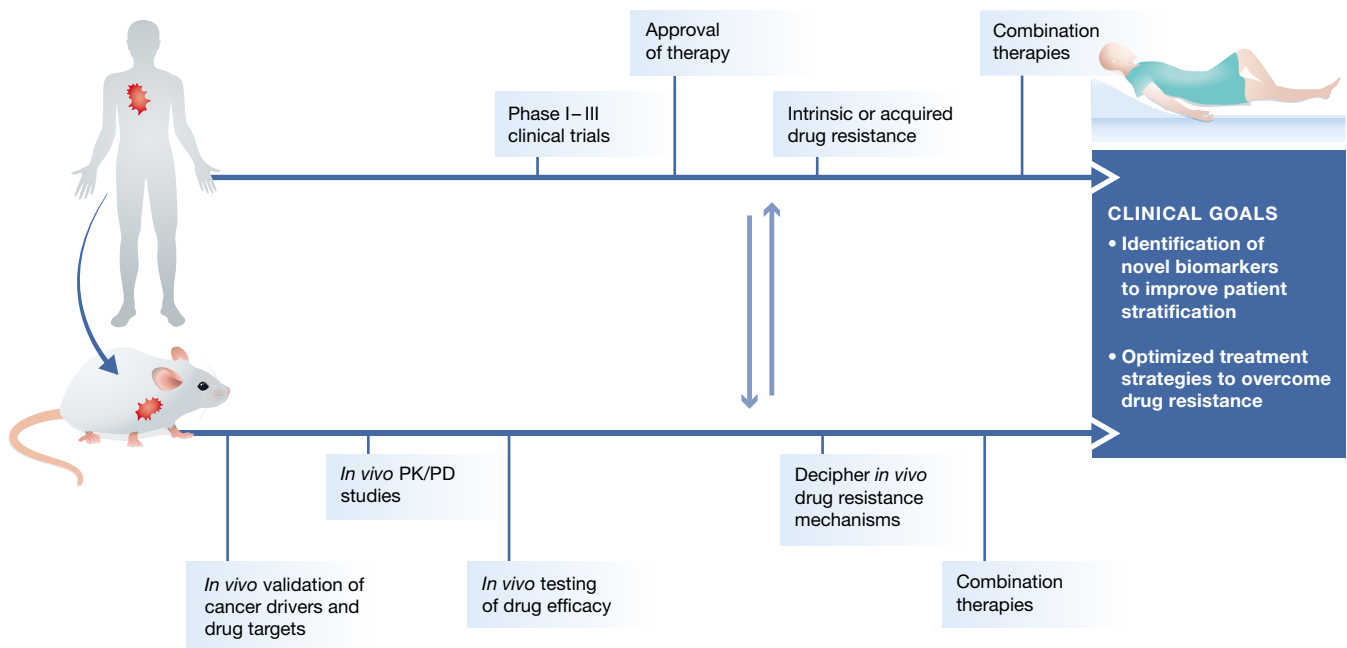 Approval
of therapy
Combination
therapies
Phase I–III
clinical trials
Intrinsic or acquired
drug resistance
CLINICAL GOALS
• Identification of
novel biomarkers
to improve patient
stratification
• Optimized treatment
strategies to overcome
drug resistance
In vivo PK/PD
studies
Decipher in vivo
drug resistance
mechanisms
In vivo validation of
cancer drivers and
drug targets
In vivo testing
of drug efficacy
Combination
therapies